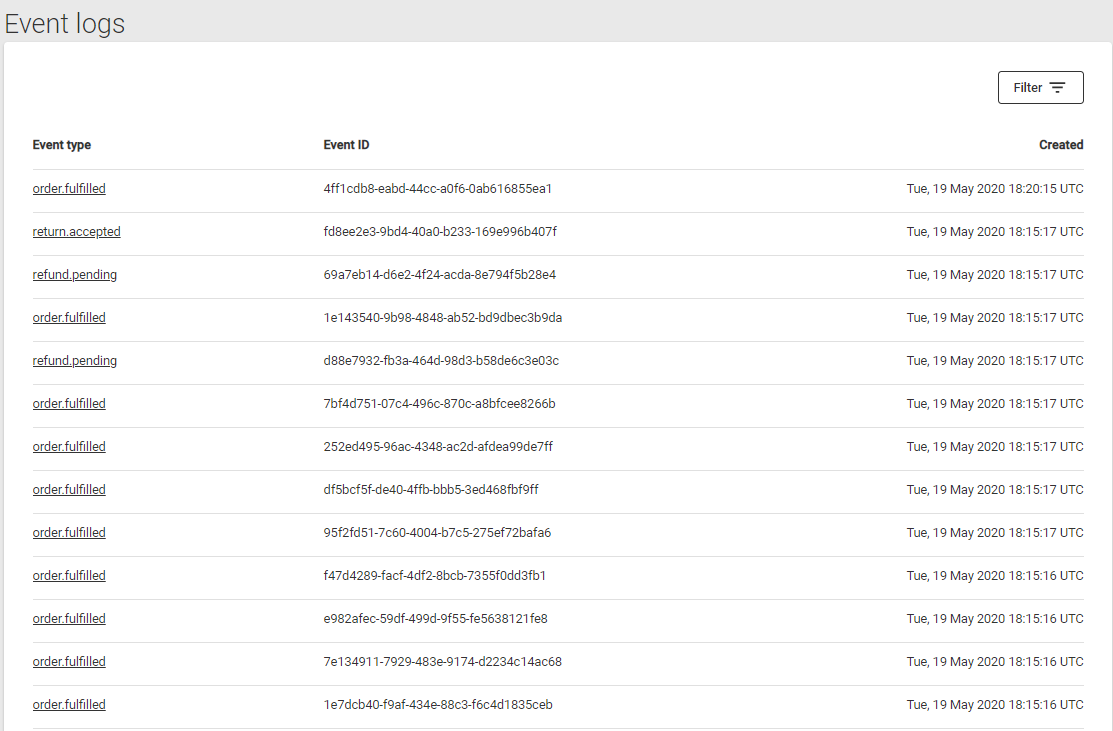 Event logs
Filter
Event type Event ID Created
order.fulfilled 4ff1cdb8-eabd-44cc-a0f6-0ab616855ea1 Tue, 19 May 2020 18:20:15 UTC
return.accepted fd8ee2e3-9bd4-40a0-b233-169e996b407f Tue, 19 May 2020 18:15:17 UTC
refund.pending 69a7eb14-d6e2-4f24-acda-8e794f5b28e4 Tue, 19 May 2020 18:15:17 UTC
order.fulfilled 1e143540-9b98-4848-ab52-bd9dbec3b9da Tue, 19 May 2020 18:15:17 UTC
refund.pending d88e7932-fb3a-464d-98d3-b58de6c3e03c Tue, 19 May 2020 18:15:17 UTC
order.fulfilled 7bf4d751-07c4-496c-870c-a8bfcee8266b Tue, 19 May 2020 18:15:17 UTC
order.fulfilled 252ed495-96ac-4348-ac2d-afdea99de7ff Tue, 19 May 2020 18:15:17 UTC
order.fulfilled df5bcf5f-de40-4ffb-bbb5-3ed468fbf9ff Tue, 19 May 2020 18:15:17 UTC
order.fulfilled 95f2fd51-7c60-4004-b7c5-275ef72bafa6 Tue, 19 May 2020 18:15:17 UTC
order.fulfilled f47d4289-facf-4df2-8bcb-7355f0dd3fb1 Tue, 19 May 2020 18:15:16 UTC
order.fulfilled e982afec-59df-499d-9f55-fe5638121fe8 Tue, 19 May 2020 18:15:16 UTC
order.fulfilled 7e134911-7929-483e-9174-d2234c14ac68 Tue, 19 May 2020 18:15:16 UTC
order.fulfilled 1e7dcb40-f9af-434e-88c3-f6c4d1835ceb Tue, 19 May 2020 18:15:16 UTC